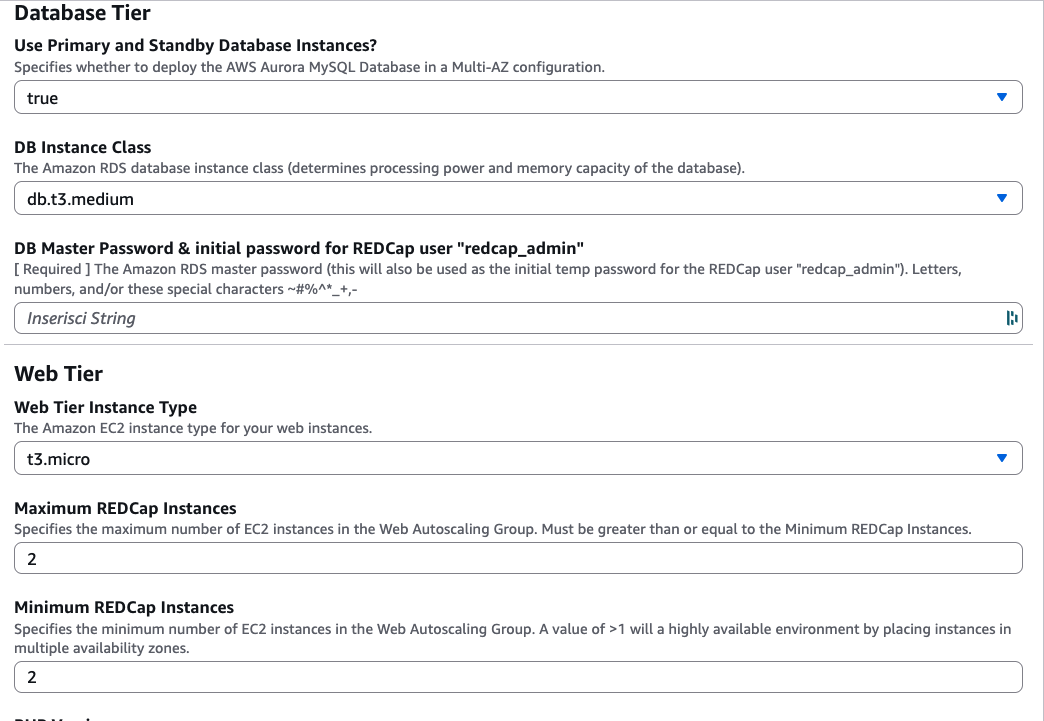 Database Tier
Use Primary and Standby Database Instances?
Specifies whether to deploy the AWS Aurora MySQL Database in a Multi-AZ configuration.
true
DB Instance Class
The Amazon RDS database instance class (determines processing power and memory capacity of the database).
db.t3.medium
DB Master Password & initial password for REDCap user "redcap_admin"
[ Required ] The Amazon RDS master password (this will also be used as the initial temp password for the REDCap user "redcap_admin"). Letters,
numbers, and/or these special characters ~#%^*_+,-
Inserisci String
Web Tier
Web Tier Instance Type
The Amazon EC2 instance type for your web instances.
t3.micro
Maximum REDCap Instances
Specifies the maximum number of EC2 instances in the Web Autoscaling Group. Must be greater than or equal to the Minimum REDCap Instances.
2
Minimum REDCap Instances
Specifies the minimum number of EC2 instances in the Web Autoscaling Group. A value of >1 will a highly available environment by placing instances in
multiple availability zones.
2